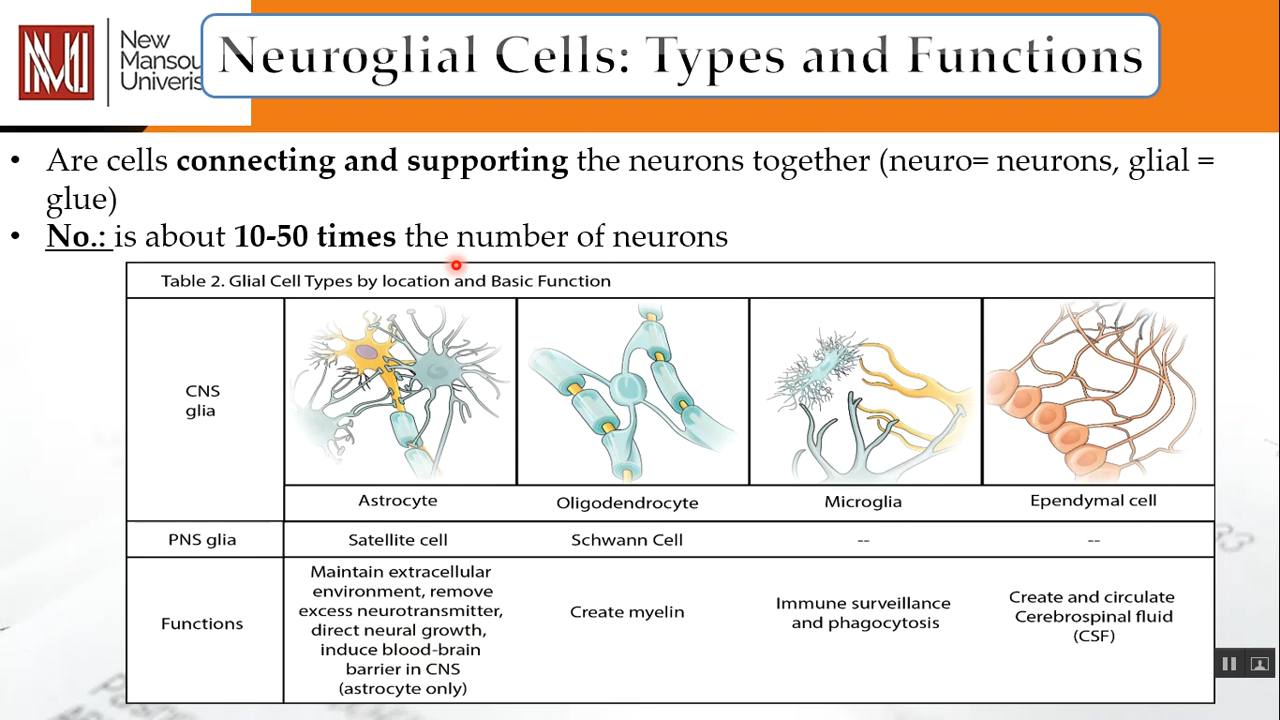 New
Mansou
Universi
Neuroglial Cells: Types and Functions
• Are cells connecting and supporting the neurons together (neuro= neurons, glial =
glue)
• No.: is about 10-50 times the number of neurons
Table 2. Glial Cell Types by location and Basic Function
CNS
glia
Astrocyte
Oligodendrocyte
Microglia
Ependymal cell
PNS glia
Satellite cell
Schwann Cell
--
--
Functions
Maintain extracellular
environment, remove
excess neurotransmitter,
direct neural growth,
induce blood-brain
barrier in CNS
(astrocyte only)
Create myelin
Immune surveillance
and phagocytosis
Create and circulate
Cerebrospinal fluid
(CSF)